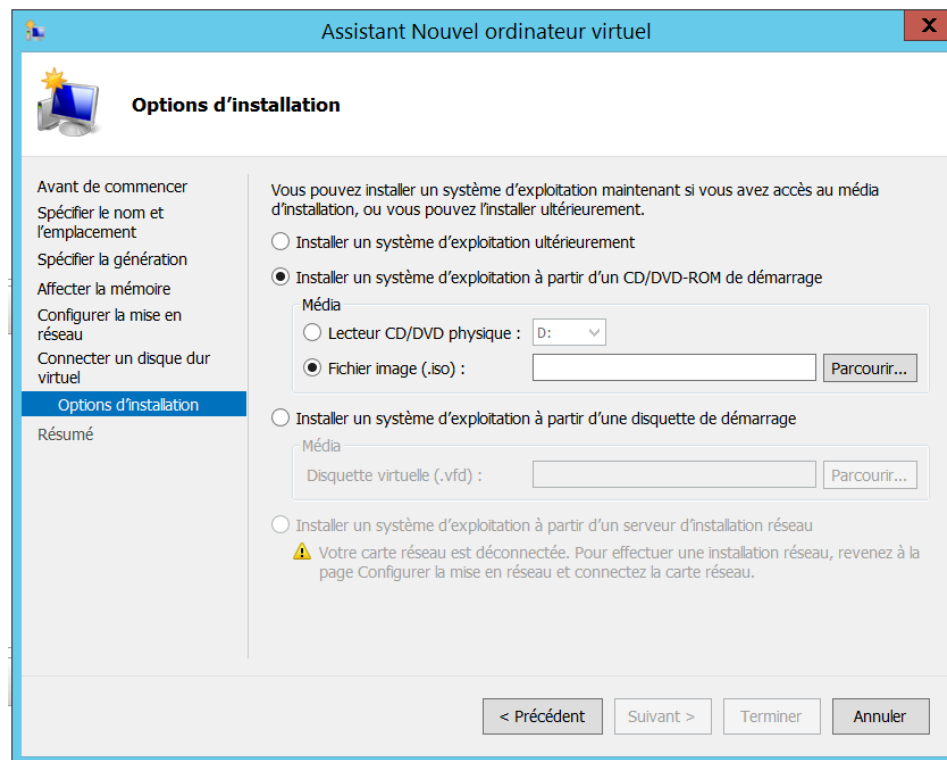 Assistant Nouvel ordinateur virtuel
X
Options d'installation
Avant de commencer
Spécifier le nom et
l'emplacement
Spécifier la génération
Affecter la mémoire
Configurer la mise en
réseau
Connecter un disque dur
virtuel
Options d'installation
Résumé
Vous pouvez installer un système d'exploitation maintenant si vous avez accès au média
d'installation, ou vous pouvez l'installer ultérieurement.
Installer un système d'exploitation ultérieurement
Installer un système d'exploitation à partir d'un CD/DVD-ROM de démarrage
Média
Lecteur CD/DVD physique : D:
Fichier image (.iso) : Parcourir...
Installer un système d'exploitation à partir d'une disquette de démarrage
Média
Disquette virtuelle (.vfd) : Parcourir...
Installer un système d'exploitation à partir d'un serveur d'installation réseau
Votre carte réseau est déconnectée. Pour effectuer une installation réseau, revenez à la
page Configurer la mise en réseau et connectez la carte réseau.
< Précédent Suivant > Terminer Annuler